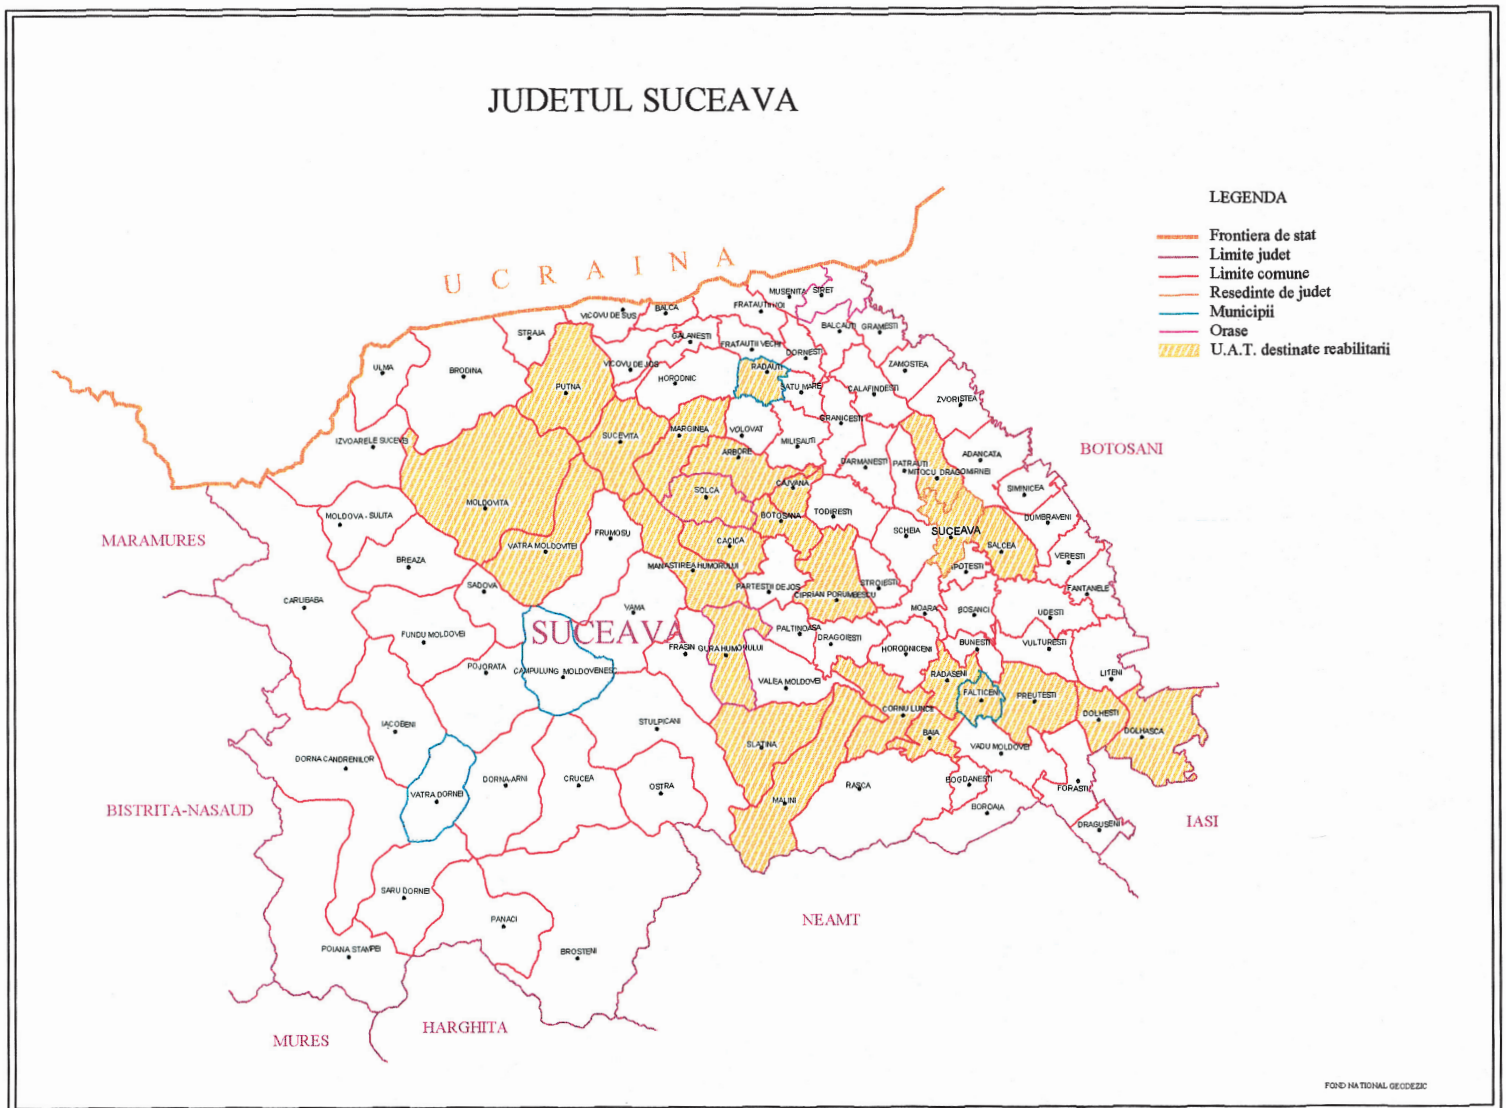 JUDETUL SUCEAVA
LEGENDA
Frontiera de stat
Limite judet
Limite comune
Resedinte de judet
Municipii
Orase
U.A.T. destinate reabilitarii
UCRAINA
MUSENITA
SIRET
VICOVU DE SUS
BALCA
FRATAUTII NOI
STRAJA
GALANESTI
FRATAUTII VECHI
BALCAUTI
GRAMESTI
DORNESTI
ULMA
BRODINA
VICOVU DE JOS
RADAUTI
ZAMOSTEA
PUTNA
HORODNIC
SATU MARE
CALAFINDESTI
ZVORISTEA
GRANICESTI
IZVOARELE SUCEVEI
SUCEVITA
MARGINEA
VOLOVAT
MILISAUTI
BOTOSANI
ARBORE
DARMANESTI
PATRAUTI
ADANCATA
MITOCU DRAGOMIRNEI
SOLCA
CAJVANA
SIMINICEA
MOLDOVITA
MOLDOVA - SULITA
BOTOSANA
TODIRESTI
DUMBRAVENI
MARAMURES
FRUMOSU
CACICA
SCHEIA
SUCEAVA
SALCEA
VATRA MOLDOVITEI
VERESTI
BREAZA
MANASTIREA HUMORULUI
IPOTESTI
SADOVA
PARTESTII DE JOS
STROIESTI
FANTANELE
CARLIBABA
CIPRIAN PORUMBESCU
VAMA
MOARA
BOSANCI
UDESTI
SUCEAVA
FUNDU MOLDOVEI
PALTINOASA
DRAGOIESTI
FRASIN
GURA HUMORULUI
HORODNICENI
BUNESTI
VULTURESTI
POJORATA
CAMPULUNG MOLDOVENESC
VALEA MOLDOVEI
RADASENI
LITENI
FALTICENI
PREUTESTI
CORNU LUNCII
DOLHESTI
IACOBENI
STULPICANI
BAIA
DOLHASCA
SLATINA
VADU MOLDOVEI
DORNA CANDRENILOR
DORNA-ARNI
CRUCEA
OSTRA
RASCA
BOGDANESTI
FORASTI
VATRA DORNEI
MALINI
BOROAIA
BISTRITA-NASAUD
DRAGUSENI
IASI
SARU DORNEI
PANACI
NEAMT
POIANA STAMPEI
BROSTENI
HARGHITA
MURES
FOND NATIONAL GEODEZIC